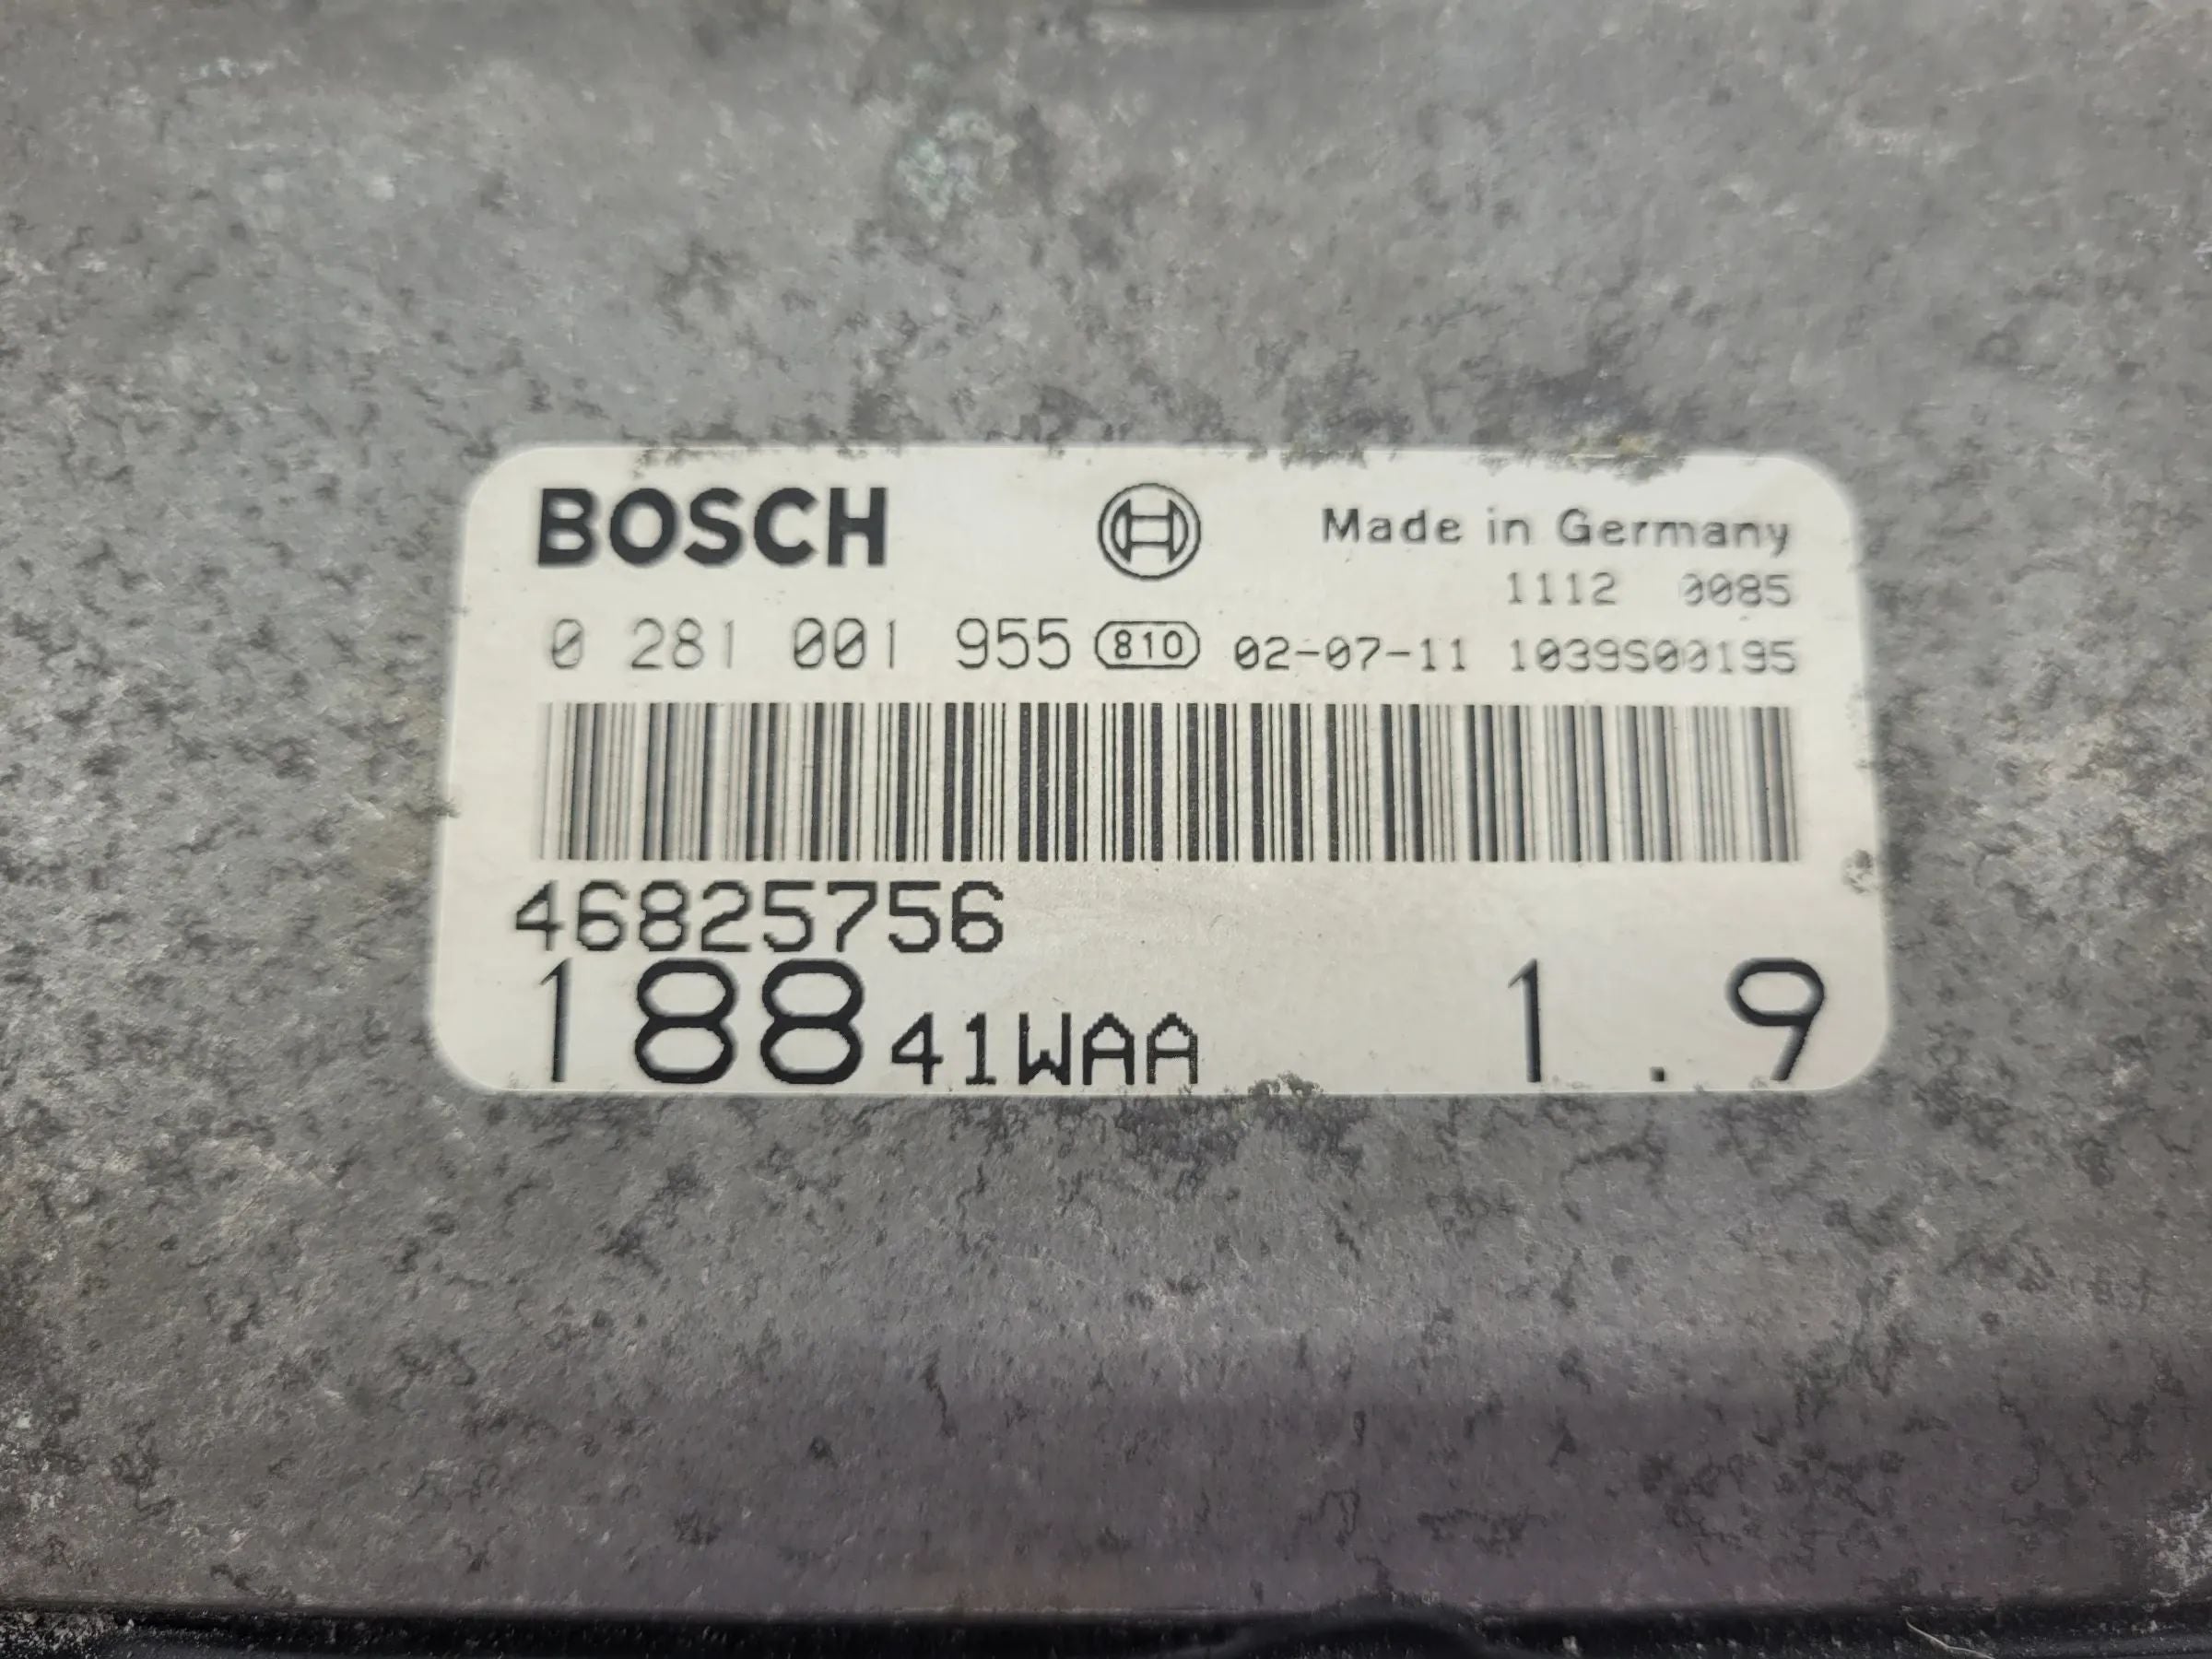 BOSCH Made in Germany
1112 0085
0 281 001 955 810 02-07-11 1039S00195
46825756
188 41WAA 1.9